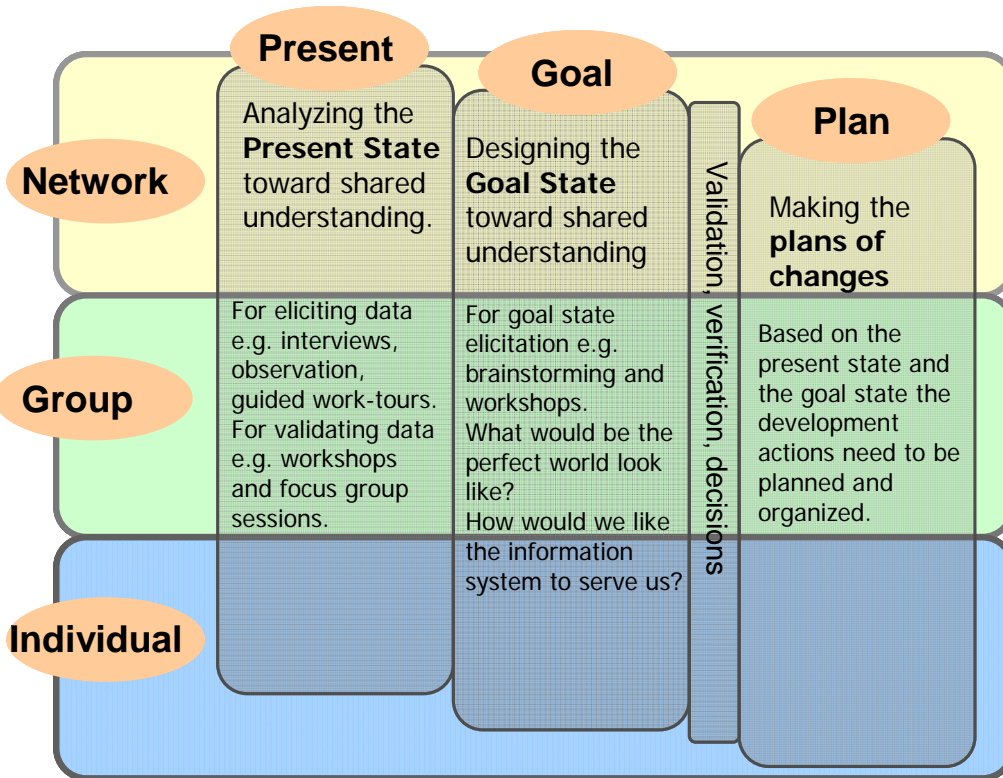 Present
Goal
Plan
Network
Group
Individual
Analyzing the
Present State
toward shared
understanding.
For eliciting data
e.g. interviews,
observation,
guided work-tours.
For validating data
e.g. workshops
and focus group
sessions.
Designing the
Goal State
toward shared
understanding
For goal state
elicitation e.g.
brainstorming and
workshops.
What would be the
perfect world look
like?
How would we like
the information
system to serve us?
Validation, verification, decisions
Making the
plans of
changes
Based on the
present state and
the goal state the
development
actions need to be
planned and
organized.